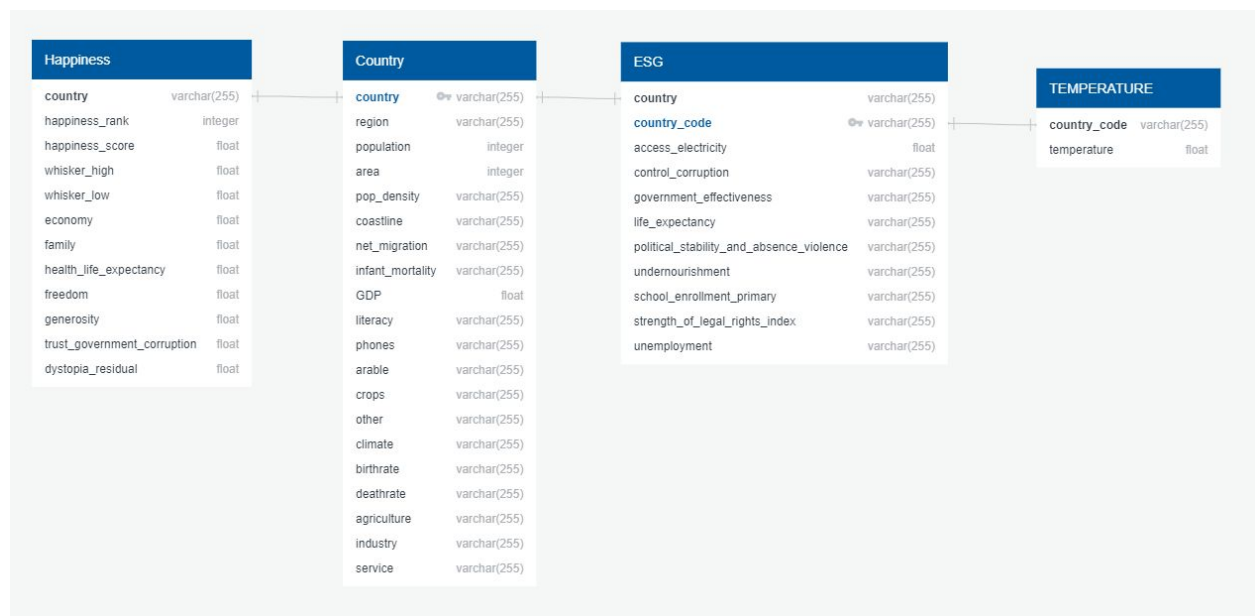 Happiness
country varchar(255)
happiness_rank integer
happiness_score float
whisker_high float
whisker_low float
economy float
family float
health_life_expectancy float
freedom float
generosity float
trust_government_corruption float
dystopia_residual float
Country
country varchar(255)
region varchar(255)
population integer
area integer
pop_density varchar(255)
coastline varchar(255)
net_migration varchar(255)
infant_mortality varchar(255)
GDP float
literacy varchar(255)
phones varchar(255)
arable varchar(255)
crops varchar(255)
other varchar(255)
climate varchar(255)
birthrate varchar(255)
deathrate varchar(255)
agriculture varchar(255)
industry varchar(255)
service varchar(255)
ESG
country varchar(255)
country_code varchar(255)
access_electricity float
control_corruption varchar(255)
government_effectiveness varchar(255)
life_expectancy varchar(255)
political_stability_and_absence_violence varchar(255)
undernourishment varchar(255)
school_enrollment_primary varchar(255)
strength_of_legal_rights_index varchar(255)
unemployment varchar(255)
TEMPERATURE
country_code varchar(255)
temperature float